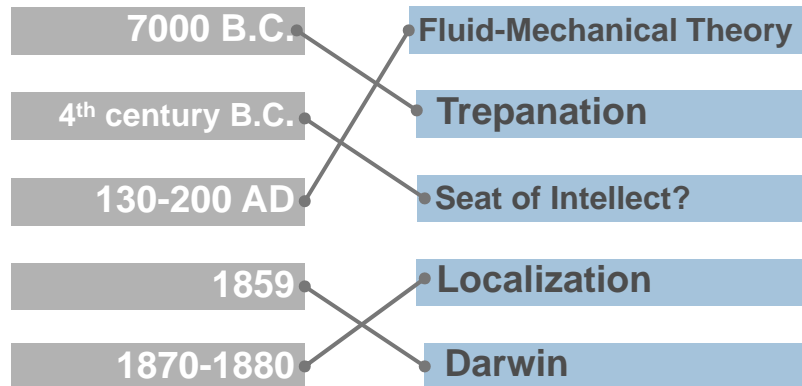 7000 B.C.
Fluid-Mechanical Theory
4th century B.C.
Trepanation
130-200 AD
Seat of Intellect?
1859
Localization
1870-1880
Darwin